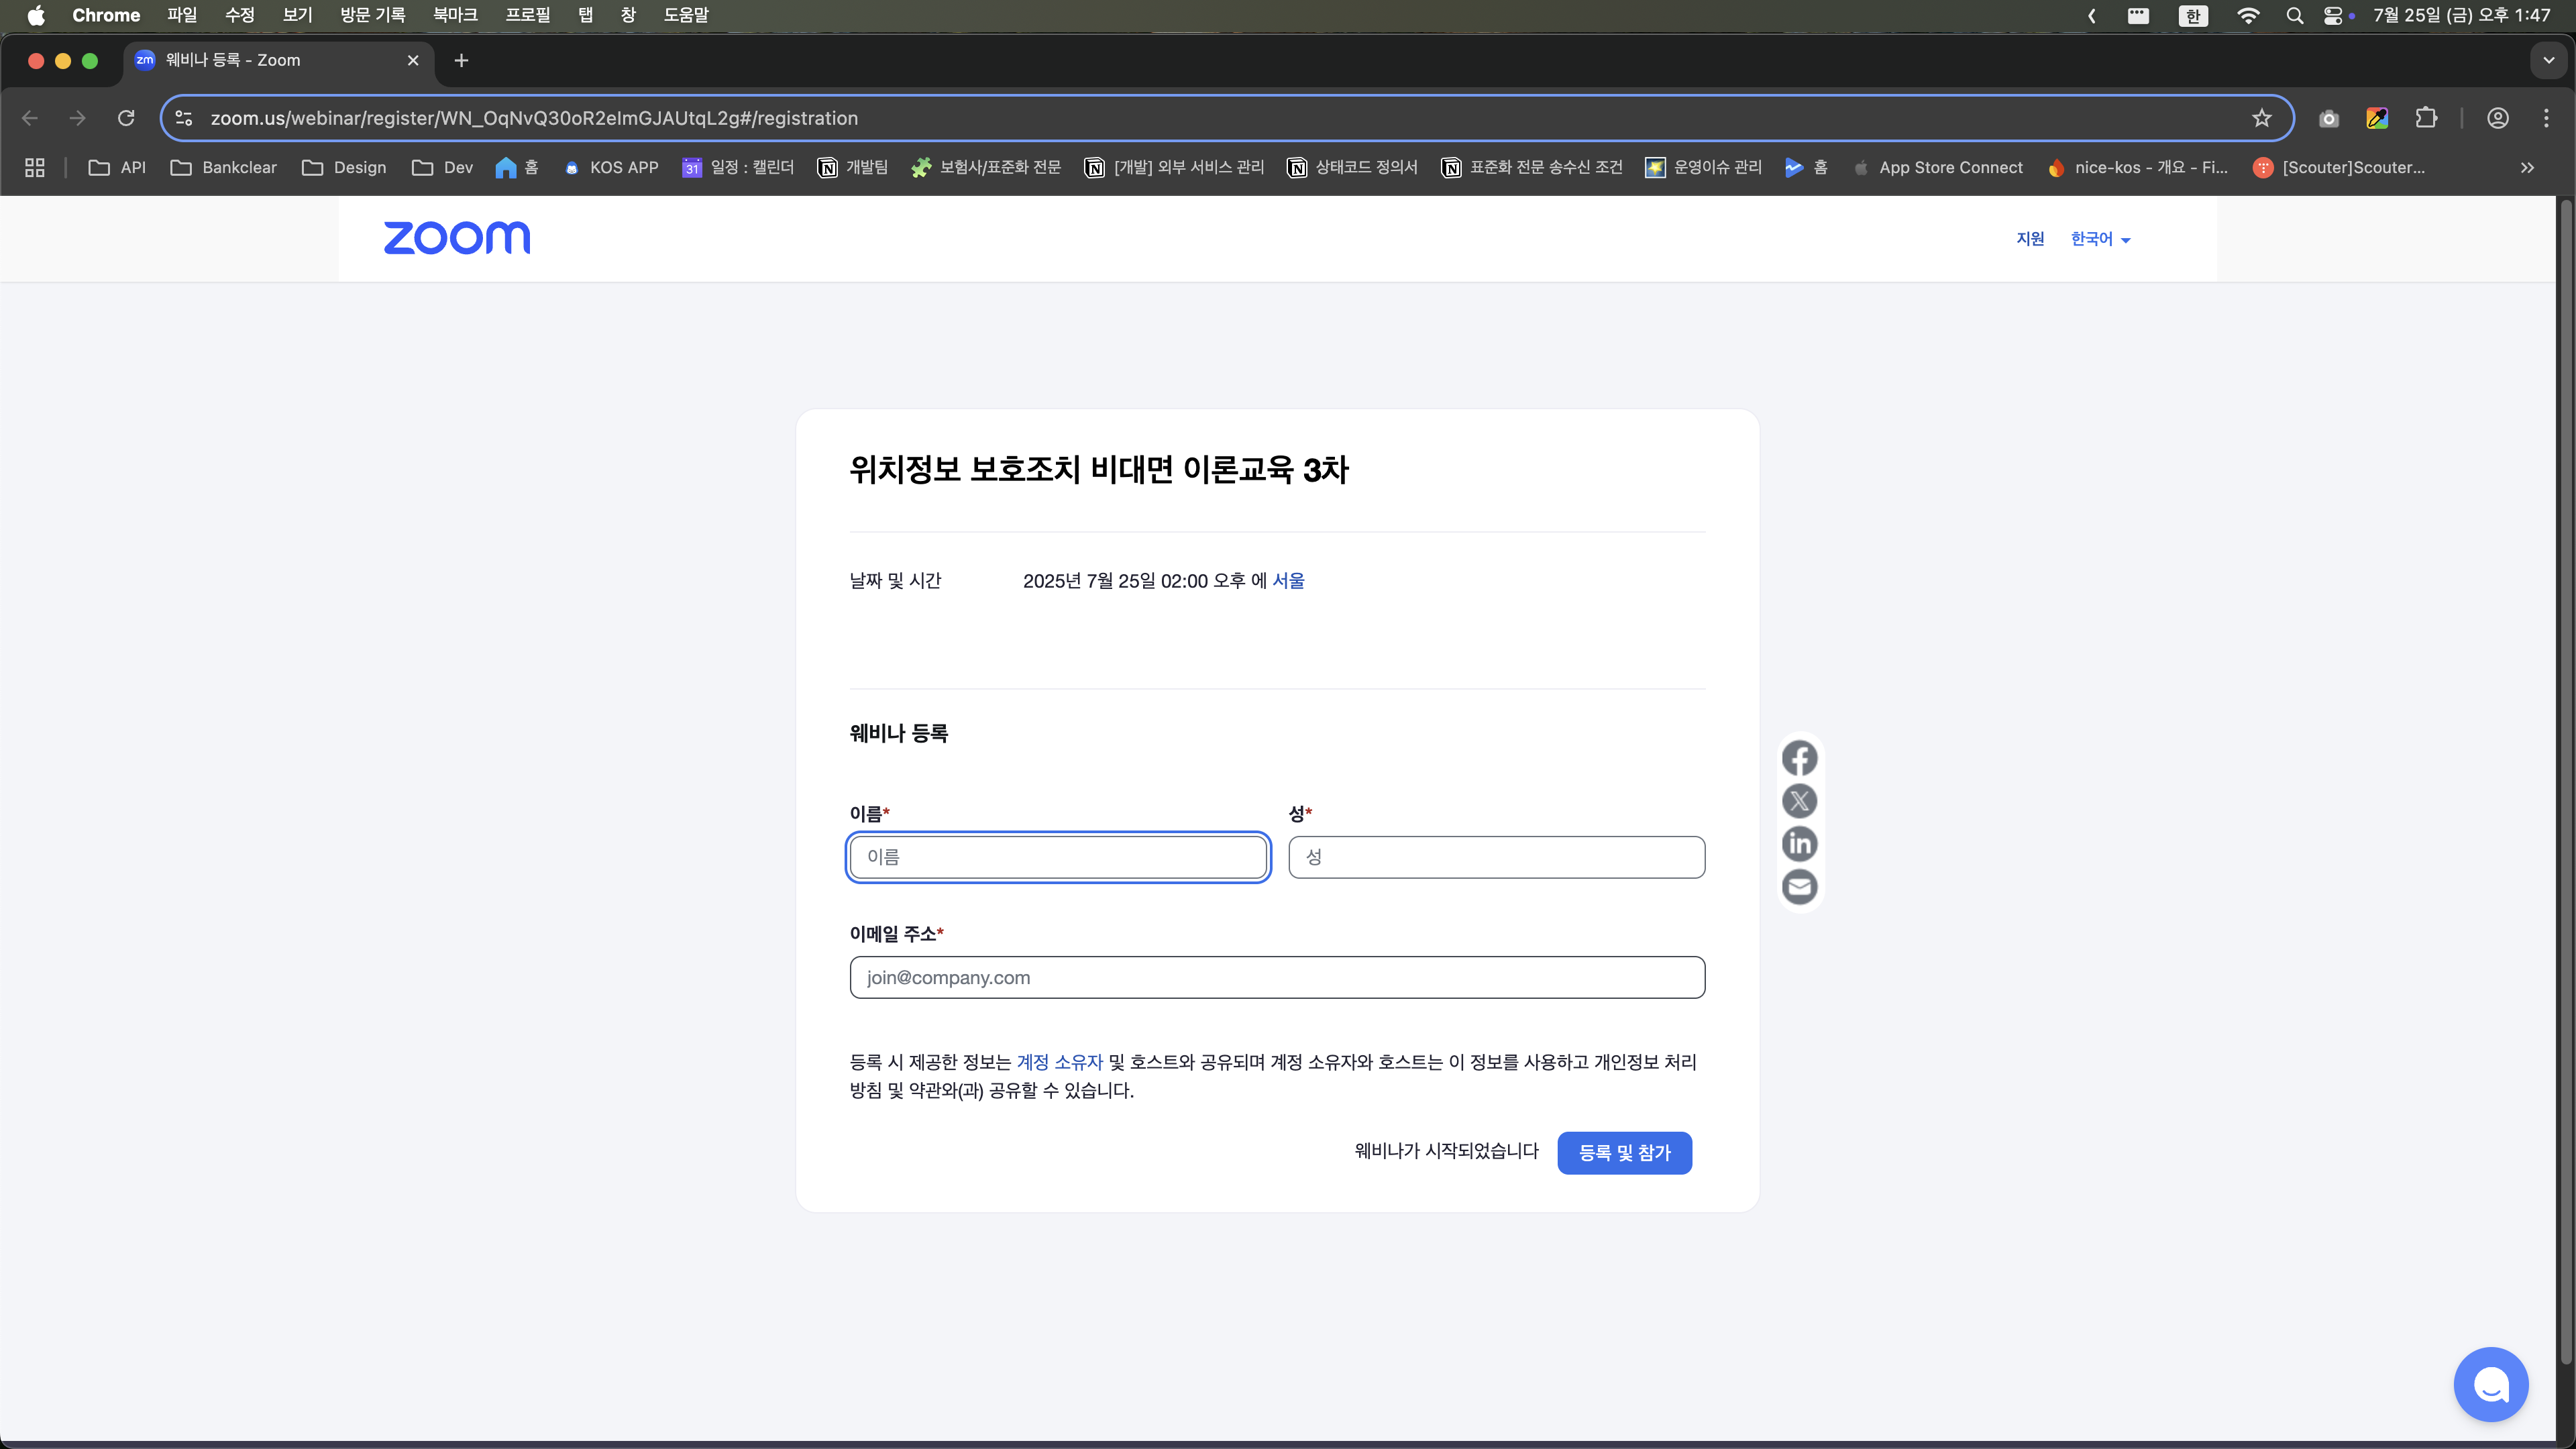 Chrome 파일 수정 보기 방문 기록 북마크 프로필 탭 창 도움말 한 7월 25일 (금) 오후 1:47
zm 웨비나 등록 - Zoom
zoom.us/webinar/register/WN_OqNvQ30oR2eImGJAUtqL2g#/registration
API Bankclear Design Dev 홈 KOS APP 31 일정 : 캘린더 개발팀 보험사/표준화 전문 [개발] 외부 서비스 관리 상태코드 정의서 표준화 전문 송수신 조건 운영이슈 관리 홈 App Store Connect nice-kos - 개요 - Fi... [Scouter]Scouter...
zoom 지원 한국어
위치정보 보호조치 비대면 이론교육 3차
날짜 및 시간 2025년 7월 25일 02:00 오후 에 서울
웨비나 등록
이름* 성*
이름 성
이메일 주소*
join@company.com
등록 시 제공한 정보는 계정 소유자 및 호스트와 공유되며 계정 소유자와 호스트는 이 정보를 사용하고 개인정보 처리
방침 및 약관와(과) 공유할 수 있습니다.
웨비나가 시작되었습니다 등록 및 참가